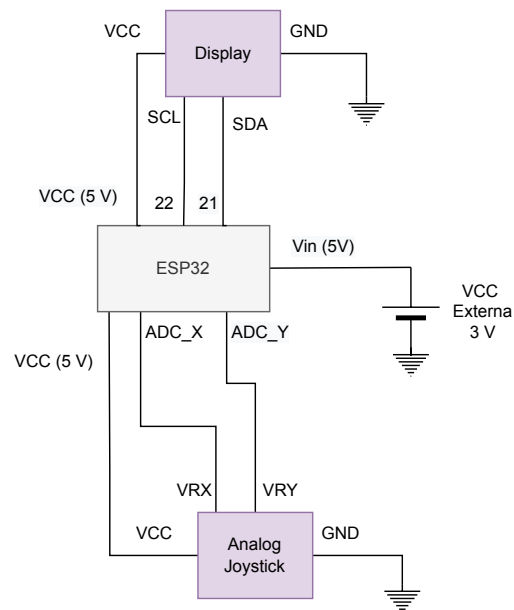 VCC
GND
Display
SCL
SDA
VCC (5 V)
22
21
Vin (5V)
ESP32
VCC
Externa
3 V
ADC_X
ADC_Y
VCC (5 V)
VRX
VRY
VCC
GND
Analog
Joystick